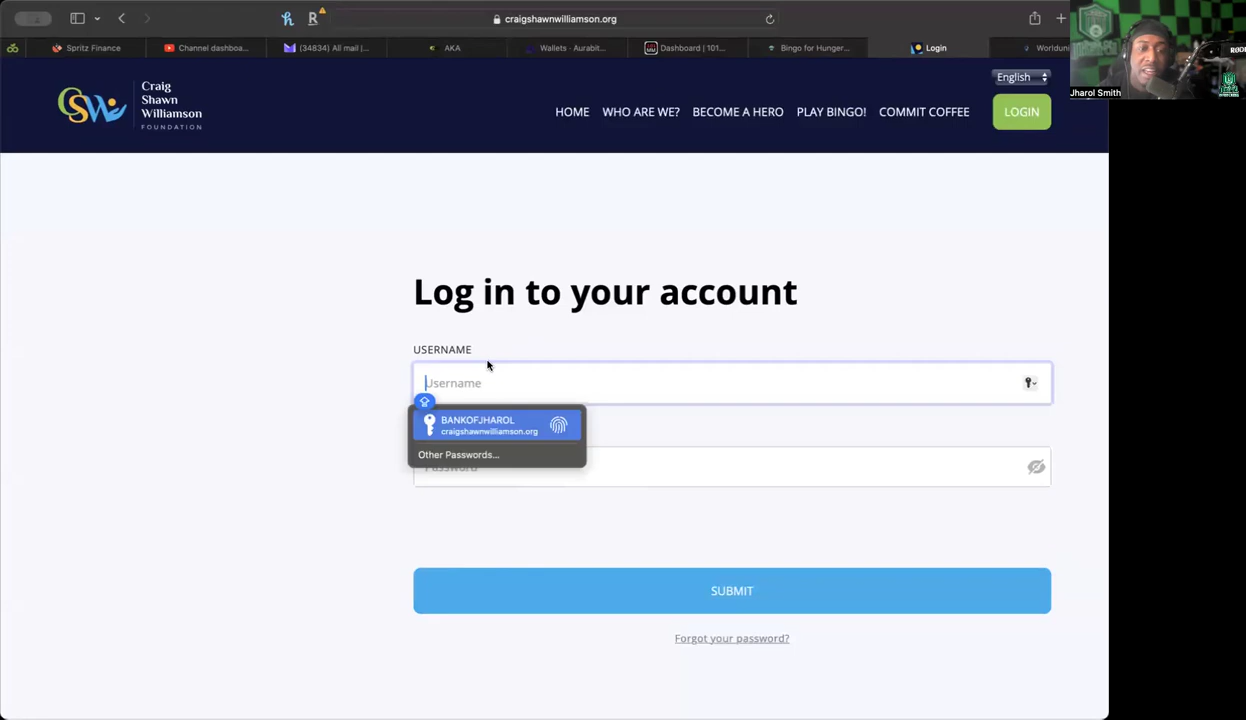 craigshawnwilliamson.org
Spritz Finance
Channel dashboa...
(34834) All mail |...
AKA
Wallets · Aurabit...
Dashboard | 101...
Bingo for Hunger...
Login
Worlduni
Jharol Smith
Craig
Shawn
Williamson
FOUNDATION
English
HOME
WHO ARE WE?
BECOME A HERO
PLAY BINGO!
COMMIT COFFEE
LOGIN
Log in to your account
USERNAME
Username
BANKOFJHAROL
craigshawnwilliamson.org
Other Passwords...
Password
SUBMIT
Forgot your password?